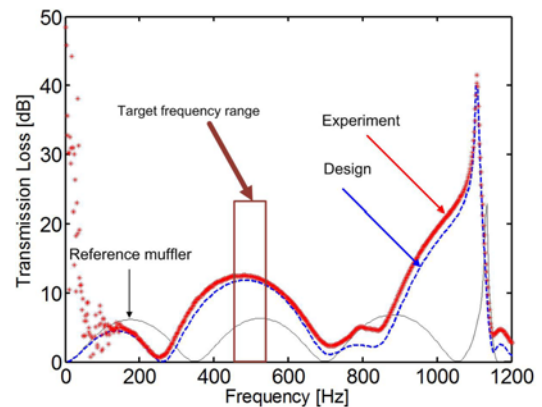 Transmission Loss [dB]
60
50
40
30
20
10
0
Target frequency range
Experiment
Design
Reference muffler
0 200 400 600 800 1000 1200
Frequency [Hz]